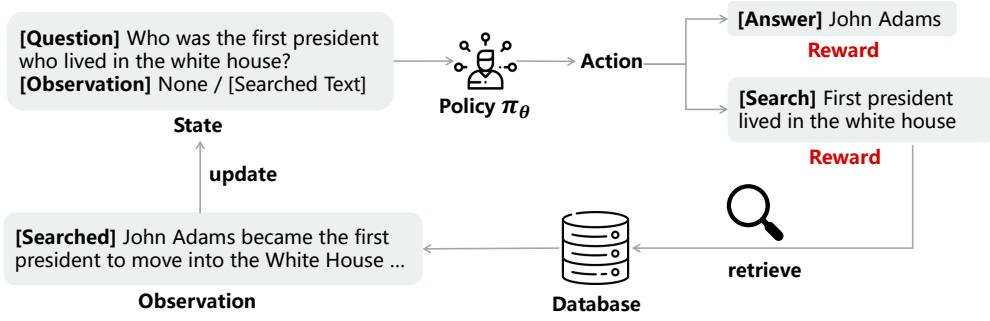 [Question] Who was the first president
who lived in the white house?
[Observation] None / [Searched Text]
State
Policy π_θ
Action
[Answer] John Adams
Reward
[Search] First president
lived in the white house
Reward
update
[Searched] John Adams became the first
president to move into the White House ...
Observation
Database
retrieve